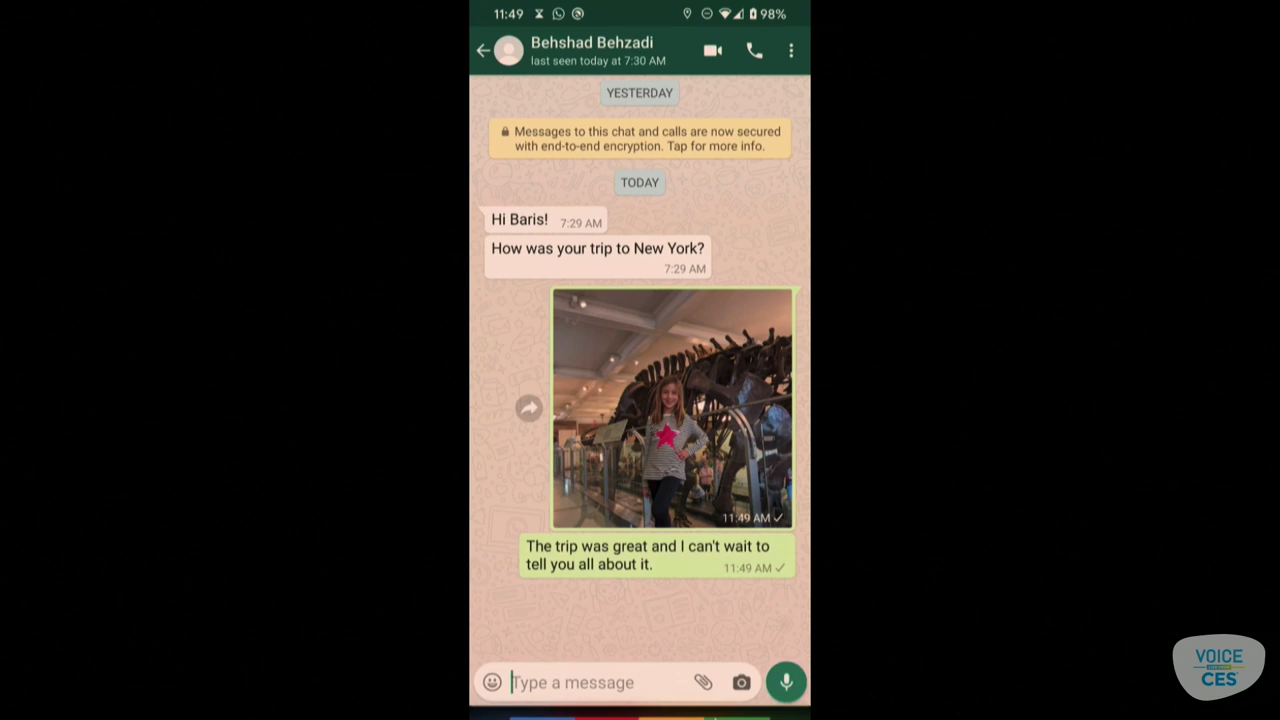 11:49
98%
Behshad Behzadi
last seen today at 7:30 AM
YESTERDAY
Messages to this chat and calls are now secured
with end-to-end encryption. Tap for more info.
TODAY
Hi Baris!
7:29 AM
How was your trip to New York?
7:29 AM
11:49 AM
The trip was great and I can't wait to
tell you all about it.
11:49 AM
Type a message
VOICE
CES